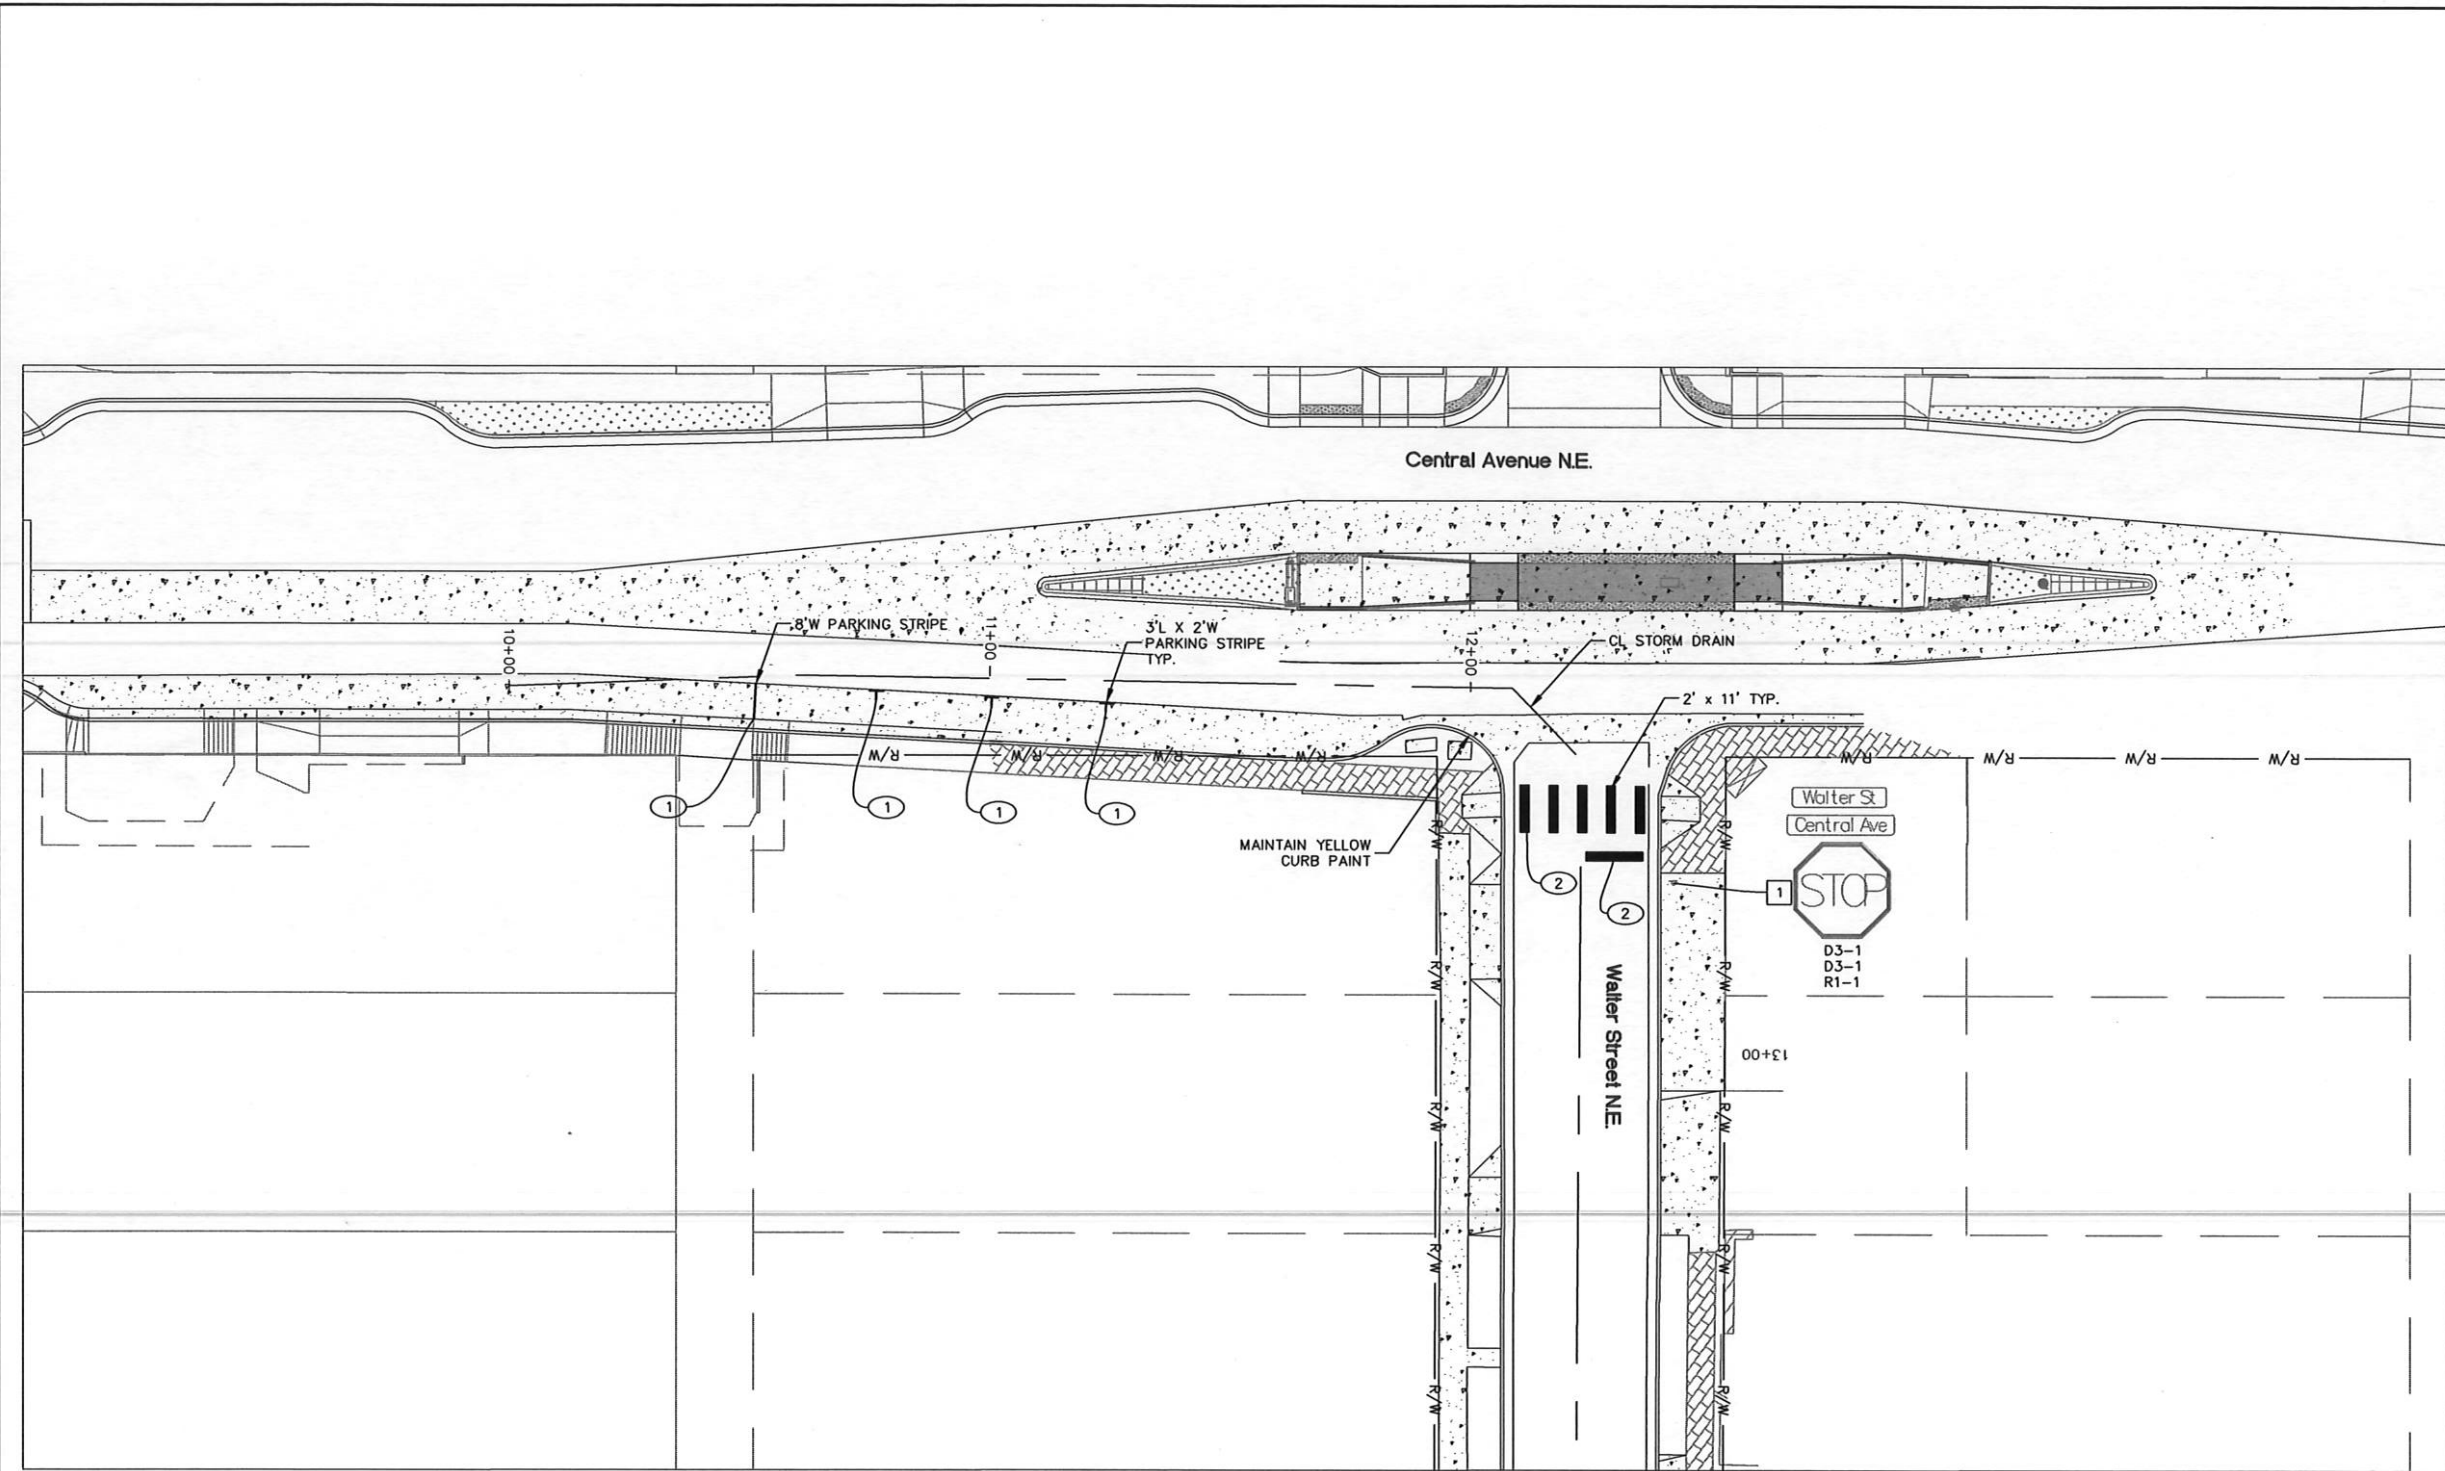 Central Avenue N.E.
8'W PARKING STRIPE
10+00
11+00
3'L X 2'W
PARKING STRIPE
TYP.
12+00
CL STORM DRAIN
2' x 11' TYP.
R/W
R/W
R/W
R/W
R/W
R/W
R/W
R/W
1
1
1
1
MAINTAIN YELLOW
CURB PAINT
2
2
Walter St
Central Ave
1
STOP
D3-1
D3-1
R1-1
Walter Street N.E.
13+00
R/W
R/W
R/W
R/W
R/W
R/W
R/W
R/W
R/W
R/W